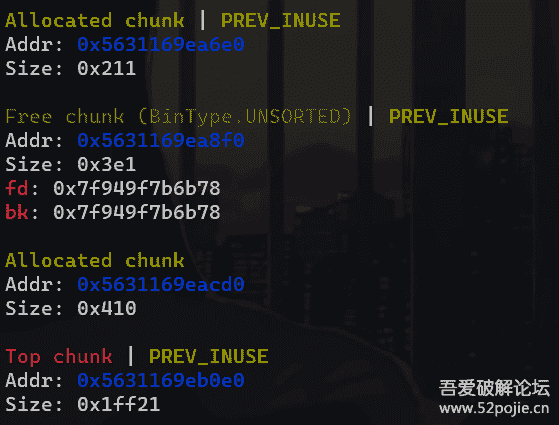 Allocated chunk | PREV_INUSE
Addr: 0x5631169ea6e0
Size: 0x211
Free chunk (BinType.UNSORTED) | PREV_INUSE
Addr: 0x5631169ea8f0
Size: 0x3e1
fd: 0x7f949f7b6b78
bk: 0x7f949f7b6b78
Allocated chunk
Addr: 0x5631169eacd0
Size: 0x410
Top chunk | PREV_INUSE
Addr: 0x5631169eb0e0
Size: 0x1ff21
吾爱破解论坛
www.52pojie.cn